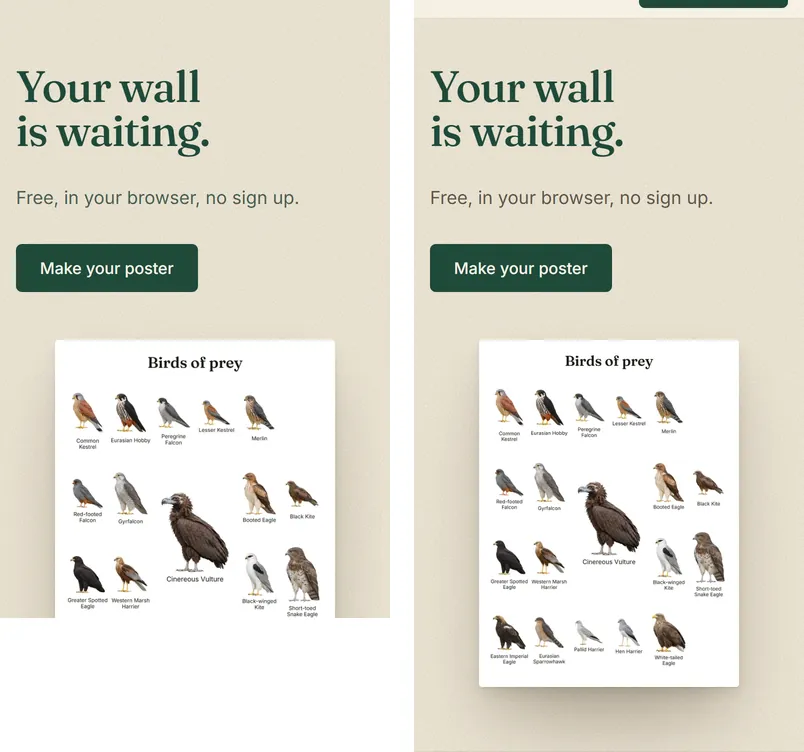 Your wall
is waiting.
Free, in your browser, no sign up.
Make your poster
Birds of prey
Common
Kestrel
Eurasian Hobby
Peregrine
Falcon
Lesser Kestrel
Merlin
Red-footed
Falcon
Gyrfalcon
Cinereous Vulture
Booted Eagle
Black Kite
Greater Spotted
Eagle
Western Marsh
Harrier
Black-winged
Kite
Short-toed
Snake Eagle
Your wall
is waiting.
Free, in your browser, no sign up.
Make your poster
Birds of prey
Common
Kestrel
Eurasian Hobby
Peregrine
Falcon
Lesser Kestrel
Merlin
Red-footed
Falcon
Gyrfalcon
Cinereous Vulture
Booted Eagle
Black Kite
Greater Spotted
Eagle
Western Marsh
Harrier
Black-winged
Kite
Short-toed
Snake Eagle
Eastern Imperial
Eagle
Eurasian
Sparrowhawk
Pallid Harrier
Hen Harrier
White-tailed
Eagle